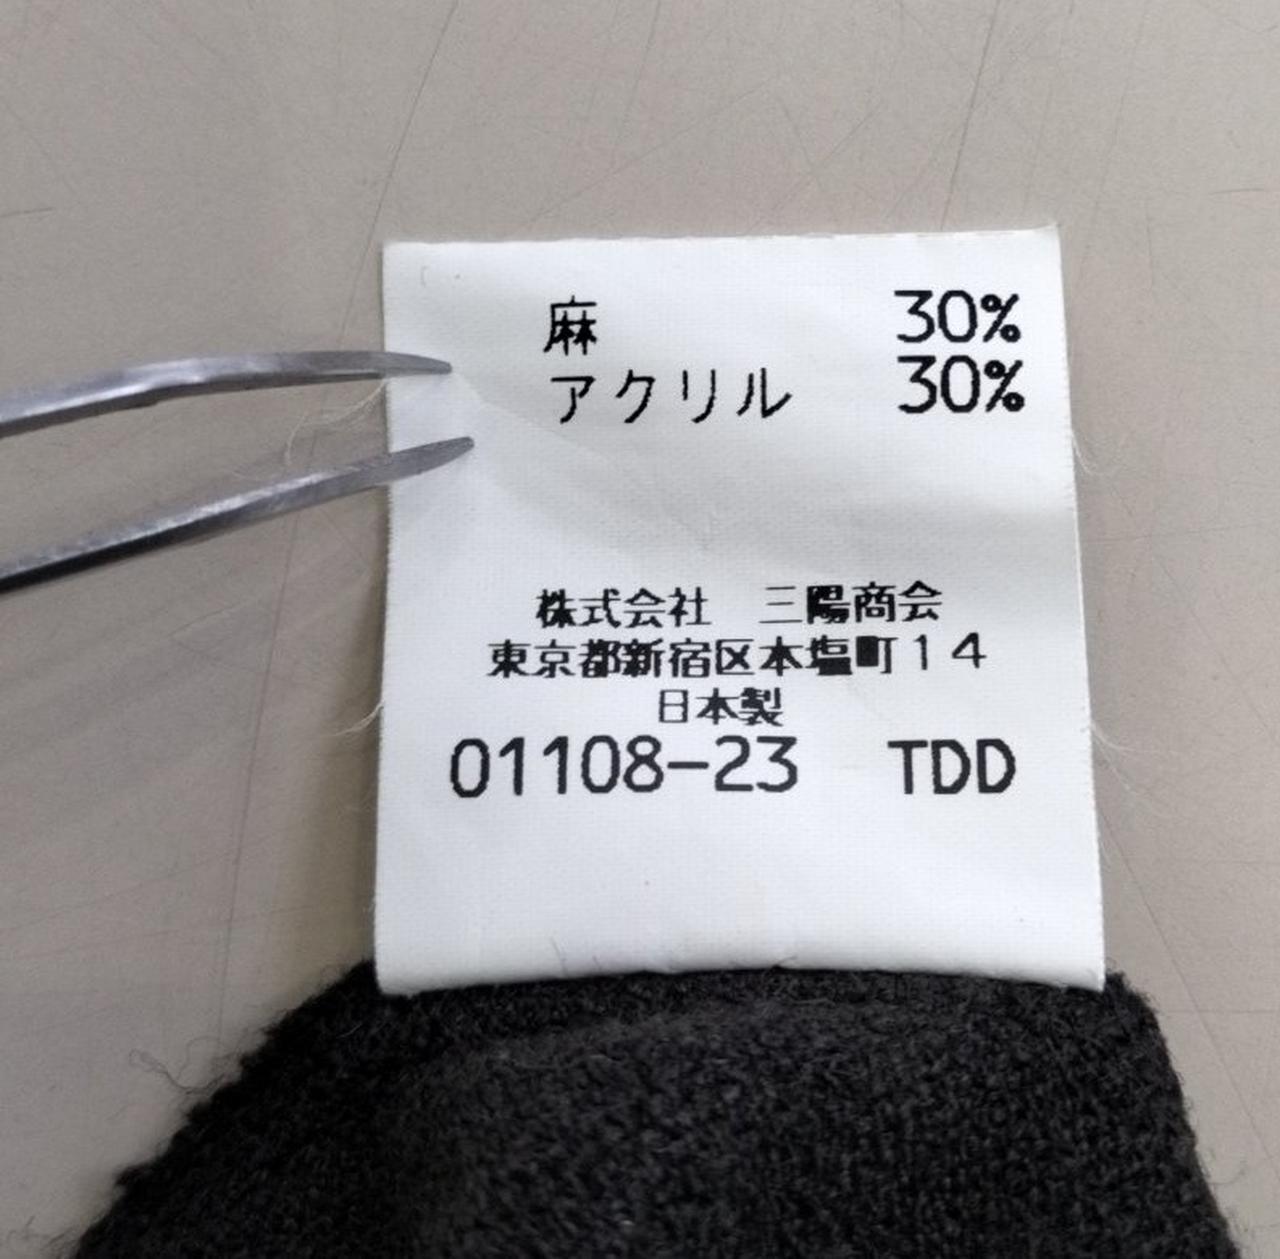 麻 30%
アクリル 30%
株式会社 三陽商会
東京都新宿区本塩町14
日本製
01108-23 TDD